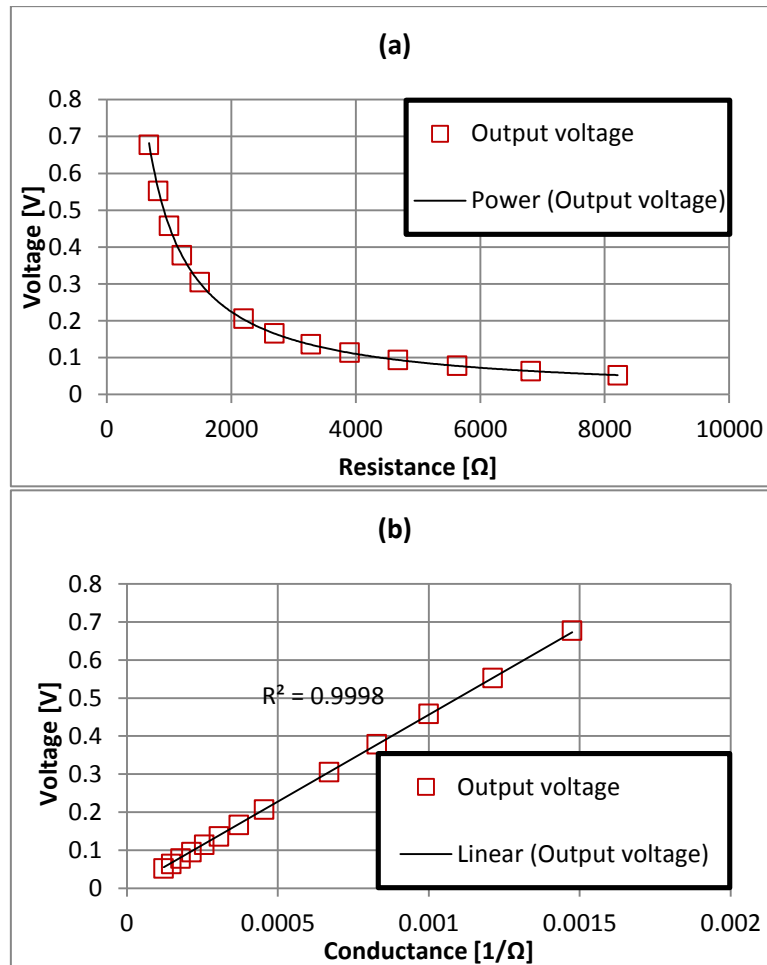 (a)
0.8
0.7
0.6
0.5
0.4
0.3
0.2
0.1
0
Voltage [V]
Output voltage
Power (Output voltage)
0 2000 4000 6000 8000 10000
Resistance [Ω]
(b)
0.8
0.7
0.6
0.5
0.4
0.3
0.2
0.1
0
Voltage [V]
R² = 0.9998
Output voltage
Linear (Output voltage)
0 0.0005 0.001 0.0015 0.002
Conductance [1/Ω]